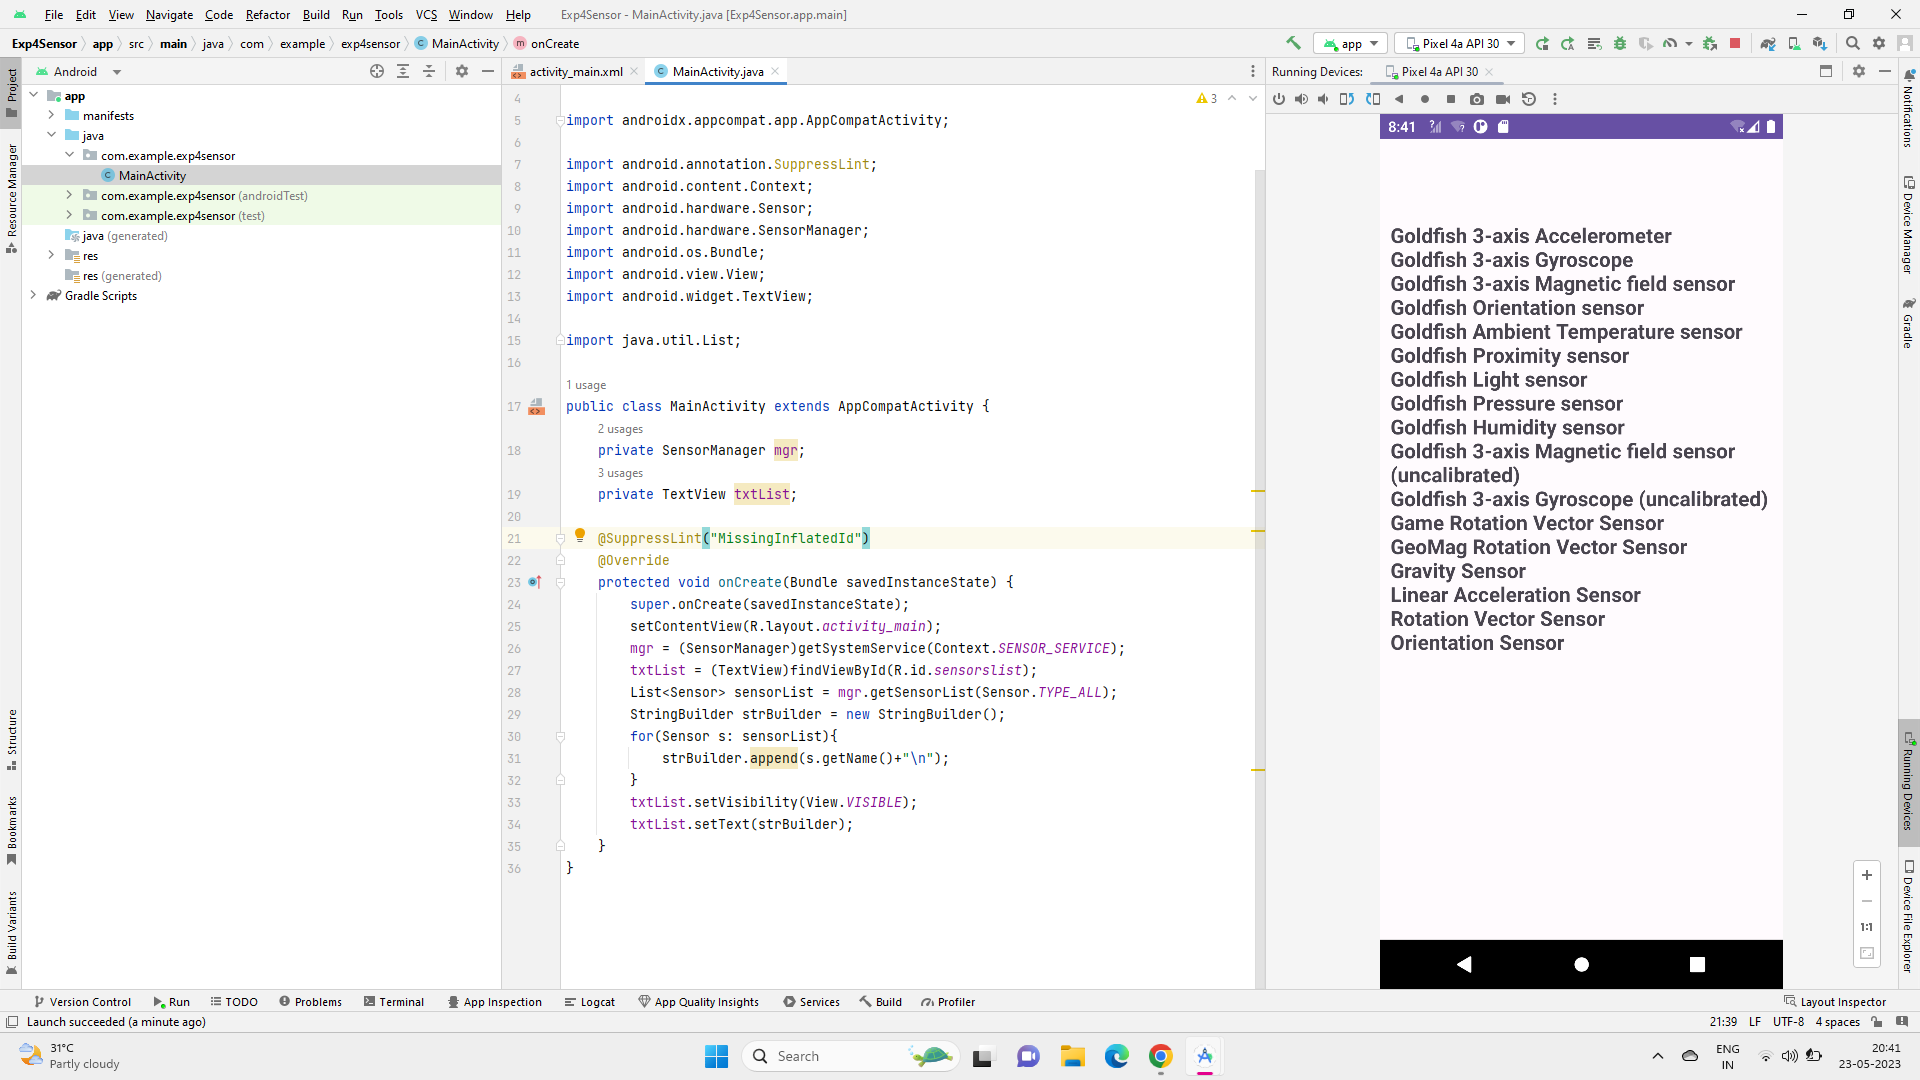 File Edit View Navigate Code Refactor Build Run Tools VCS Window Help Exp4Sensor - MainActivity.java [Exp4Sensor.app.main]
Exp4Sensor app src main java com example exp4sensor MainActivity onCreate app Pixel 4a API 30
Android
activity_main.xml MainActivity.java
Running Devices: Pixel 4a API 30
Project
Resource Manager
Structure
Bookmarks
Build Variants
app
manifests
java
com.example.exp4sensor
MainActivity
com.example.exp4sensor (androidTest)
com.example.exp4sensor (test)
java (generated)
res
res (generated)
Gradle Scripts
3
4
5 import androidx.appcompat.app.AppCompatActivity;
6
7 import android.annotation.SuppressLint;
8 import android.content.Context;
9 import android.hardware.Sensor;
10 import android.hardware.SensorManager;
11 import android.os.Bundle;
12 import android.view.View;
13 import android.widget.TextView;
14
15 import java.util.List;
16
1 usage
17 public class MainActivity extends AppCompatActivity {
2 usages
18 private SensorManager mgr;
3 usages
19 private TextView txtList;
20
21 @SuppressLint("MissingInflatedId")
22 @Override
23 protected void onCreate(Bundle savedInstanceState) {
24 super.onCreate(savedInstanceState);
25 setContentView(R.layout.activity_main);
26 mgr = (SensorManager)getSystemService(Context.SENSOR_SERVICE);
27 txtList = (TextView)findViewById(R.id.sensorslist);
28 List<Sensor> sensorList = mgr.getSensorList(Sensor.TYPE_ALL);
29 StringBuilder strBuilder = new StringBuilder();
30 for(Sensor s: sensorList){
31 strBuilder.append(s.getName()+"\n");
32 }
33 txtList.setVisibility(View.VISIBLE);
34 txtList.setText(strBuilder);
35 }
36 }
8:41
Goldfish 3-axis Accelerometer
Goldfish 3-axis Gyroscope
Goldfish 3-axis Magnetic field sensor
Goldfish Orientation sensor
Goldfish Ambient Temperature sensor
Goldfish Proximity sensor
Goldfish Light sensor
Goldfish Pressure sensor
Goldfish Humidity sensor
Goldfish 3-axis Magnetic field sensor
(uncalibrated)
Goldfish 3-axis Gyroscope (uncalibrated)
Game Rotation Vector Sensor
GeoMag Rotation Vector Sensor
Gravity Sensor
Linear Acceleration Sensor
Rotation Vector Sensor
Orientation Sensor
1:1
Notifications
Device Manager
Gradle
Running Devices
Device File Explorer
Version Control Run TODO Problems Terminal App Inspection Logcat App Quality Insights Services Build Profiler Layout Inspector
Launch succeeded (a minute ago) 21:39 LF UTF-8 4 spaces
31°C
Partly cloudy
Search
ENG
IN
20:41
23-05-2023